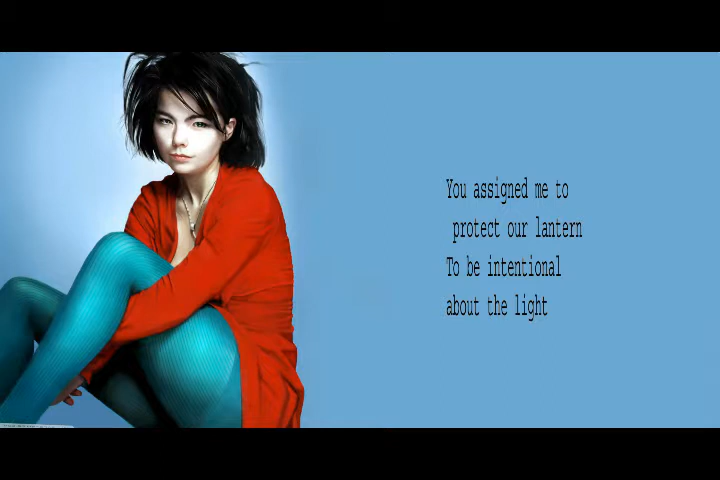 You assigned me to
protect our lantern
To be intentional
about the light